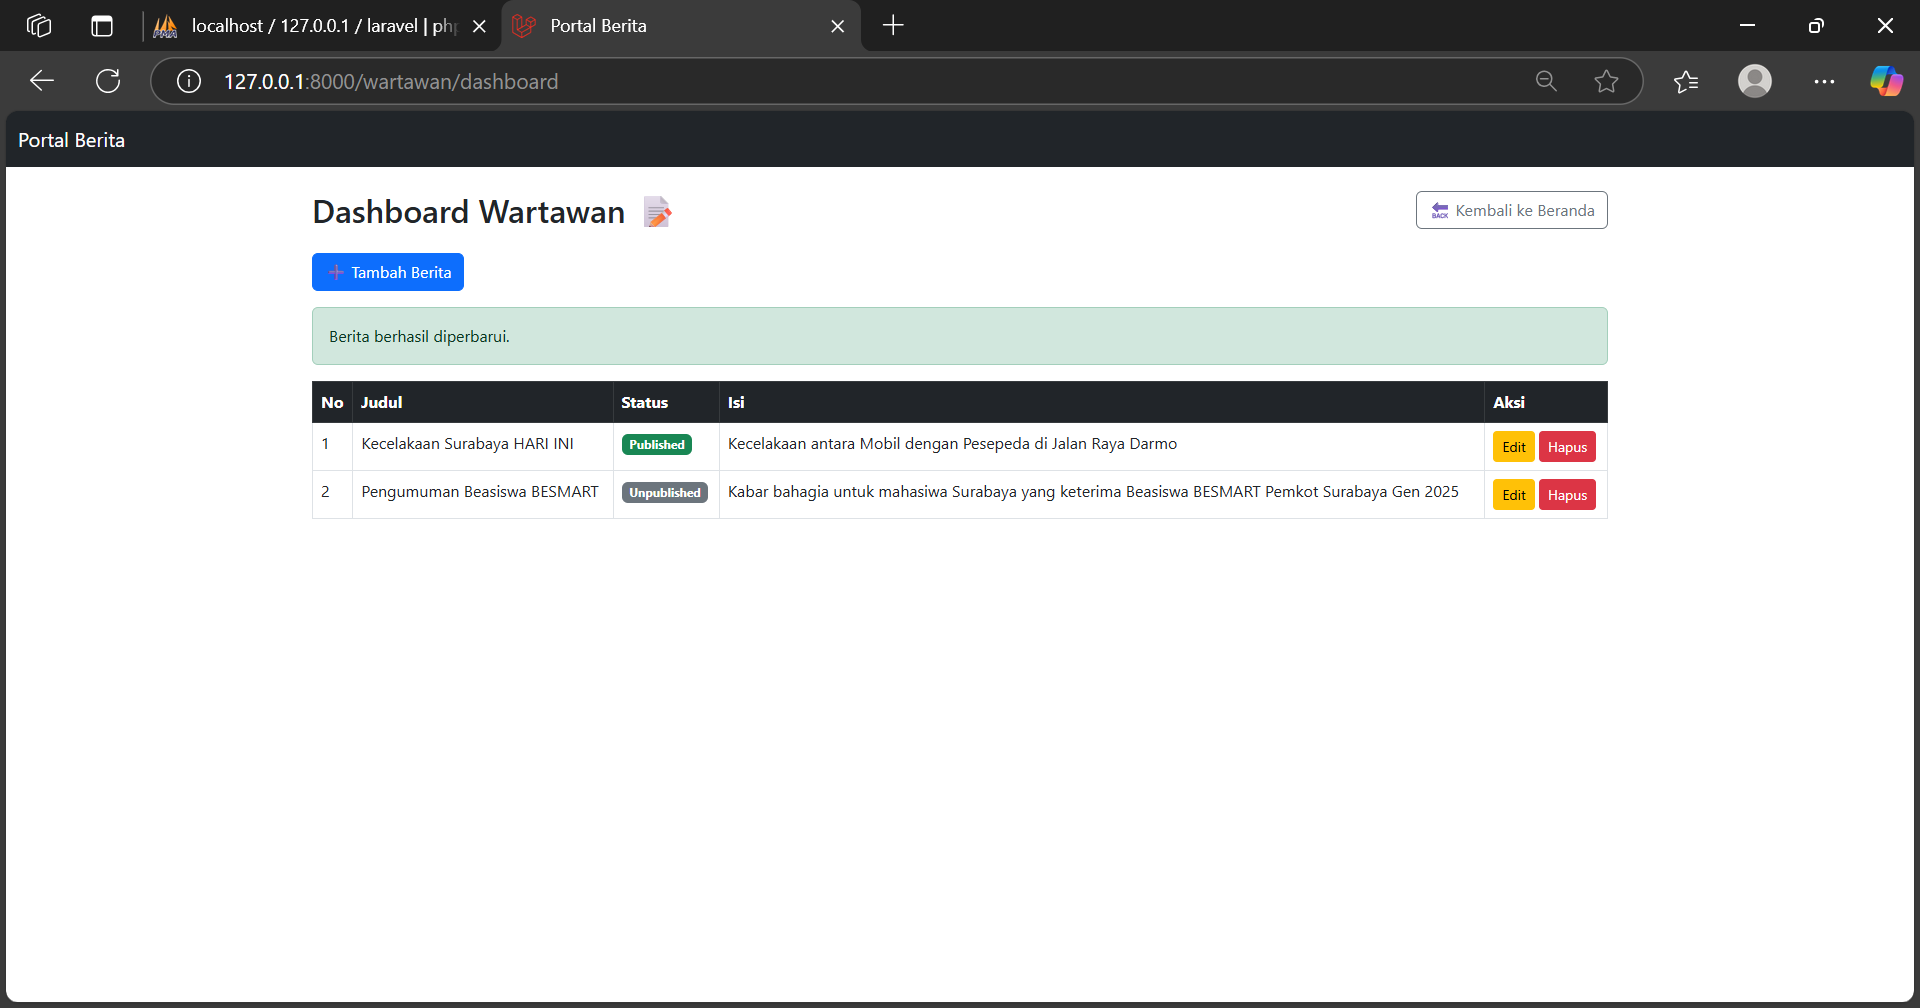 localhost / 127.0.0.1 / laravel | php
Portal Berita
127.0.0.1:8000/wartawan/dashboard
Portal Berita
Dashboard Wartawan
BACK Kembali ke Beranda
Tambah Berita
Berita berhasil diperbarui.
No Judul Status Isi Aksi
1 Kecelakaan Surabaya HARI INI Published Kecelakaan antara Mobil dengan Pesepeda di Jalan Raya Darmo Edit Hapus
2 Pengumuman Beasiswa BESMART Unpublished Kabar bahagia untuk mahasiwa Surabaya yang keterima Beasiswa BESMART Pemkot Surabaya Gen 2025 Edit Hapus